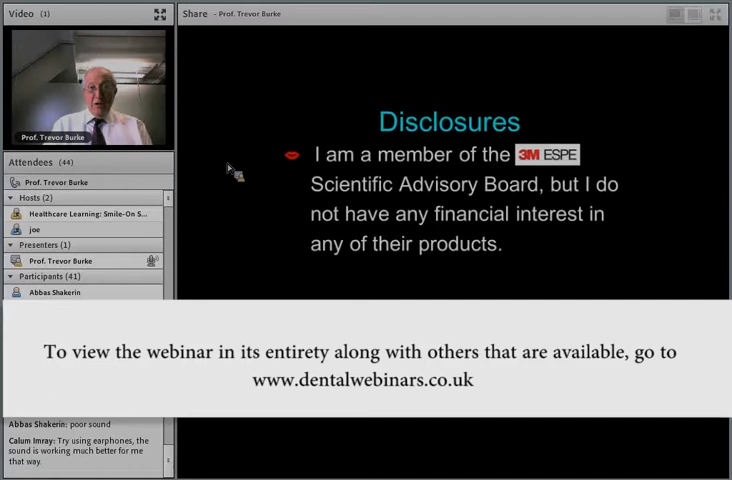 Video (1)
Prof. Trevor Burke
Attendees (44)
Prof. Trevor Burke
Hosts (2)
Healthcare Learning: Smile-On S...
joe
Presenters (1)
Prof. Trevor Burke
Participants (41)
Abbas Shakerin
Share - Prof. Trevor Burke
Disclosures
I am a member of the 3M ESPE
Scientific Advisory Board, but I do
not have any financial interest in
any of their products.
To view the webinar in its entirety along with others that are available, go to
www.dentalwebinars.co.uk
Abbas Shakerin: poor sound
Calum Imray: Try using earphones, the
sound is working much better for me
that way.